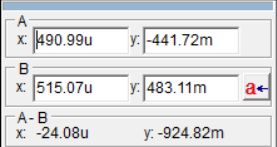 A
x: 490.99u y: -441.72m
B
x: 515.07u y: 483.11m a←
A - B
x: -24.08u y: -924.82m